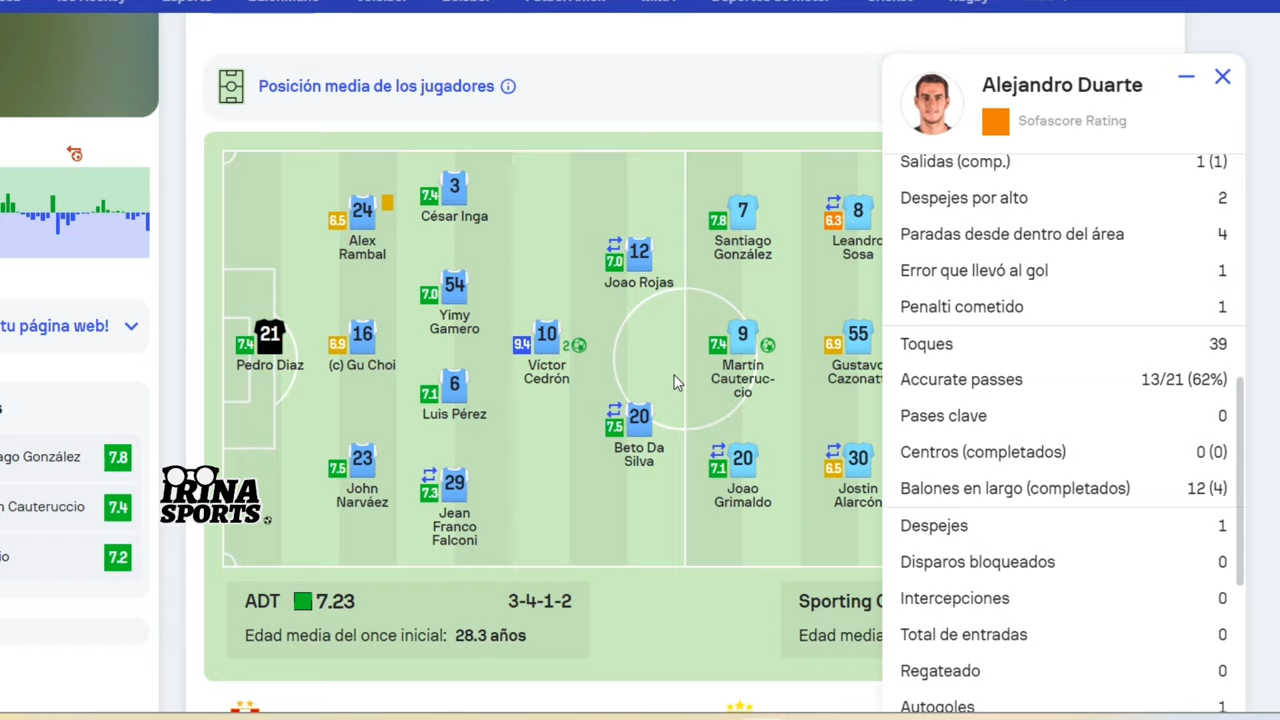 Posición media de los jugadores
Alejandro Duarte
Sofascore Rating
Salidas (comp.) 1 (1)
Despejes por alto 2
Paradas desde dentro del área 4
Error que llevó al gol 1
Penalti cometido 1
Toques 39
Accurate passes 13/21 (62%)
Pases clave 0
Centros (completados) 0 (0)
Balones en largo (completados) 12 (4)
Despejes 1
Disparos bloqueados 0
Intercepciones 0
Total de entradas 0
Regateado 0
Autogoles 1
tu página web!
ago González 7.8
n Cauteruccio 7.4
io 7.2
IRINA
SPORTS
21
7.4
Pedro Diaz
24
6.5
Alex
Rambal
16
6.9
(c) Gu Choi
23
7.5
John
Narváez
3
7.4
César Inga
54
7.0
Yimy
Gamero
6
7.1
Luis Pérez
29
7.3
Jean
Franco
Falconi
10
9.4
2
Víctor
Cedrón
12
7.0
Joao Rojas
20
7.5
Beto Da
Silva
7
7.8
Santiago
González
9
7.4
Martín
Cauteruc-
cio
20
7.1
Joao
Grimaldo
8
6.3
Leandro
Sosa
55
6.9
Gustavo
Cazonatt
30
6.5
Jostin
Alarcón
ADT 7.23 3-4-1-2
Edad media del once inicial: 28.3 años
Sporting
Edad media